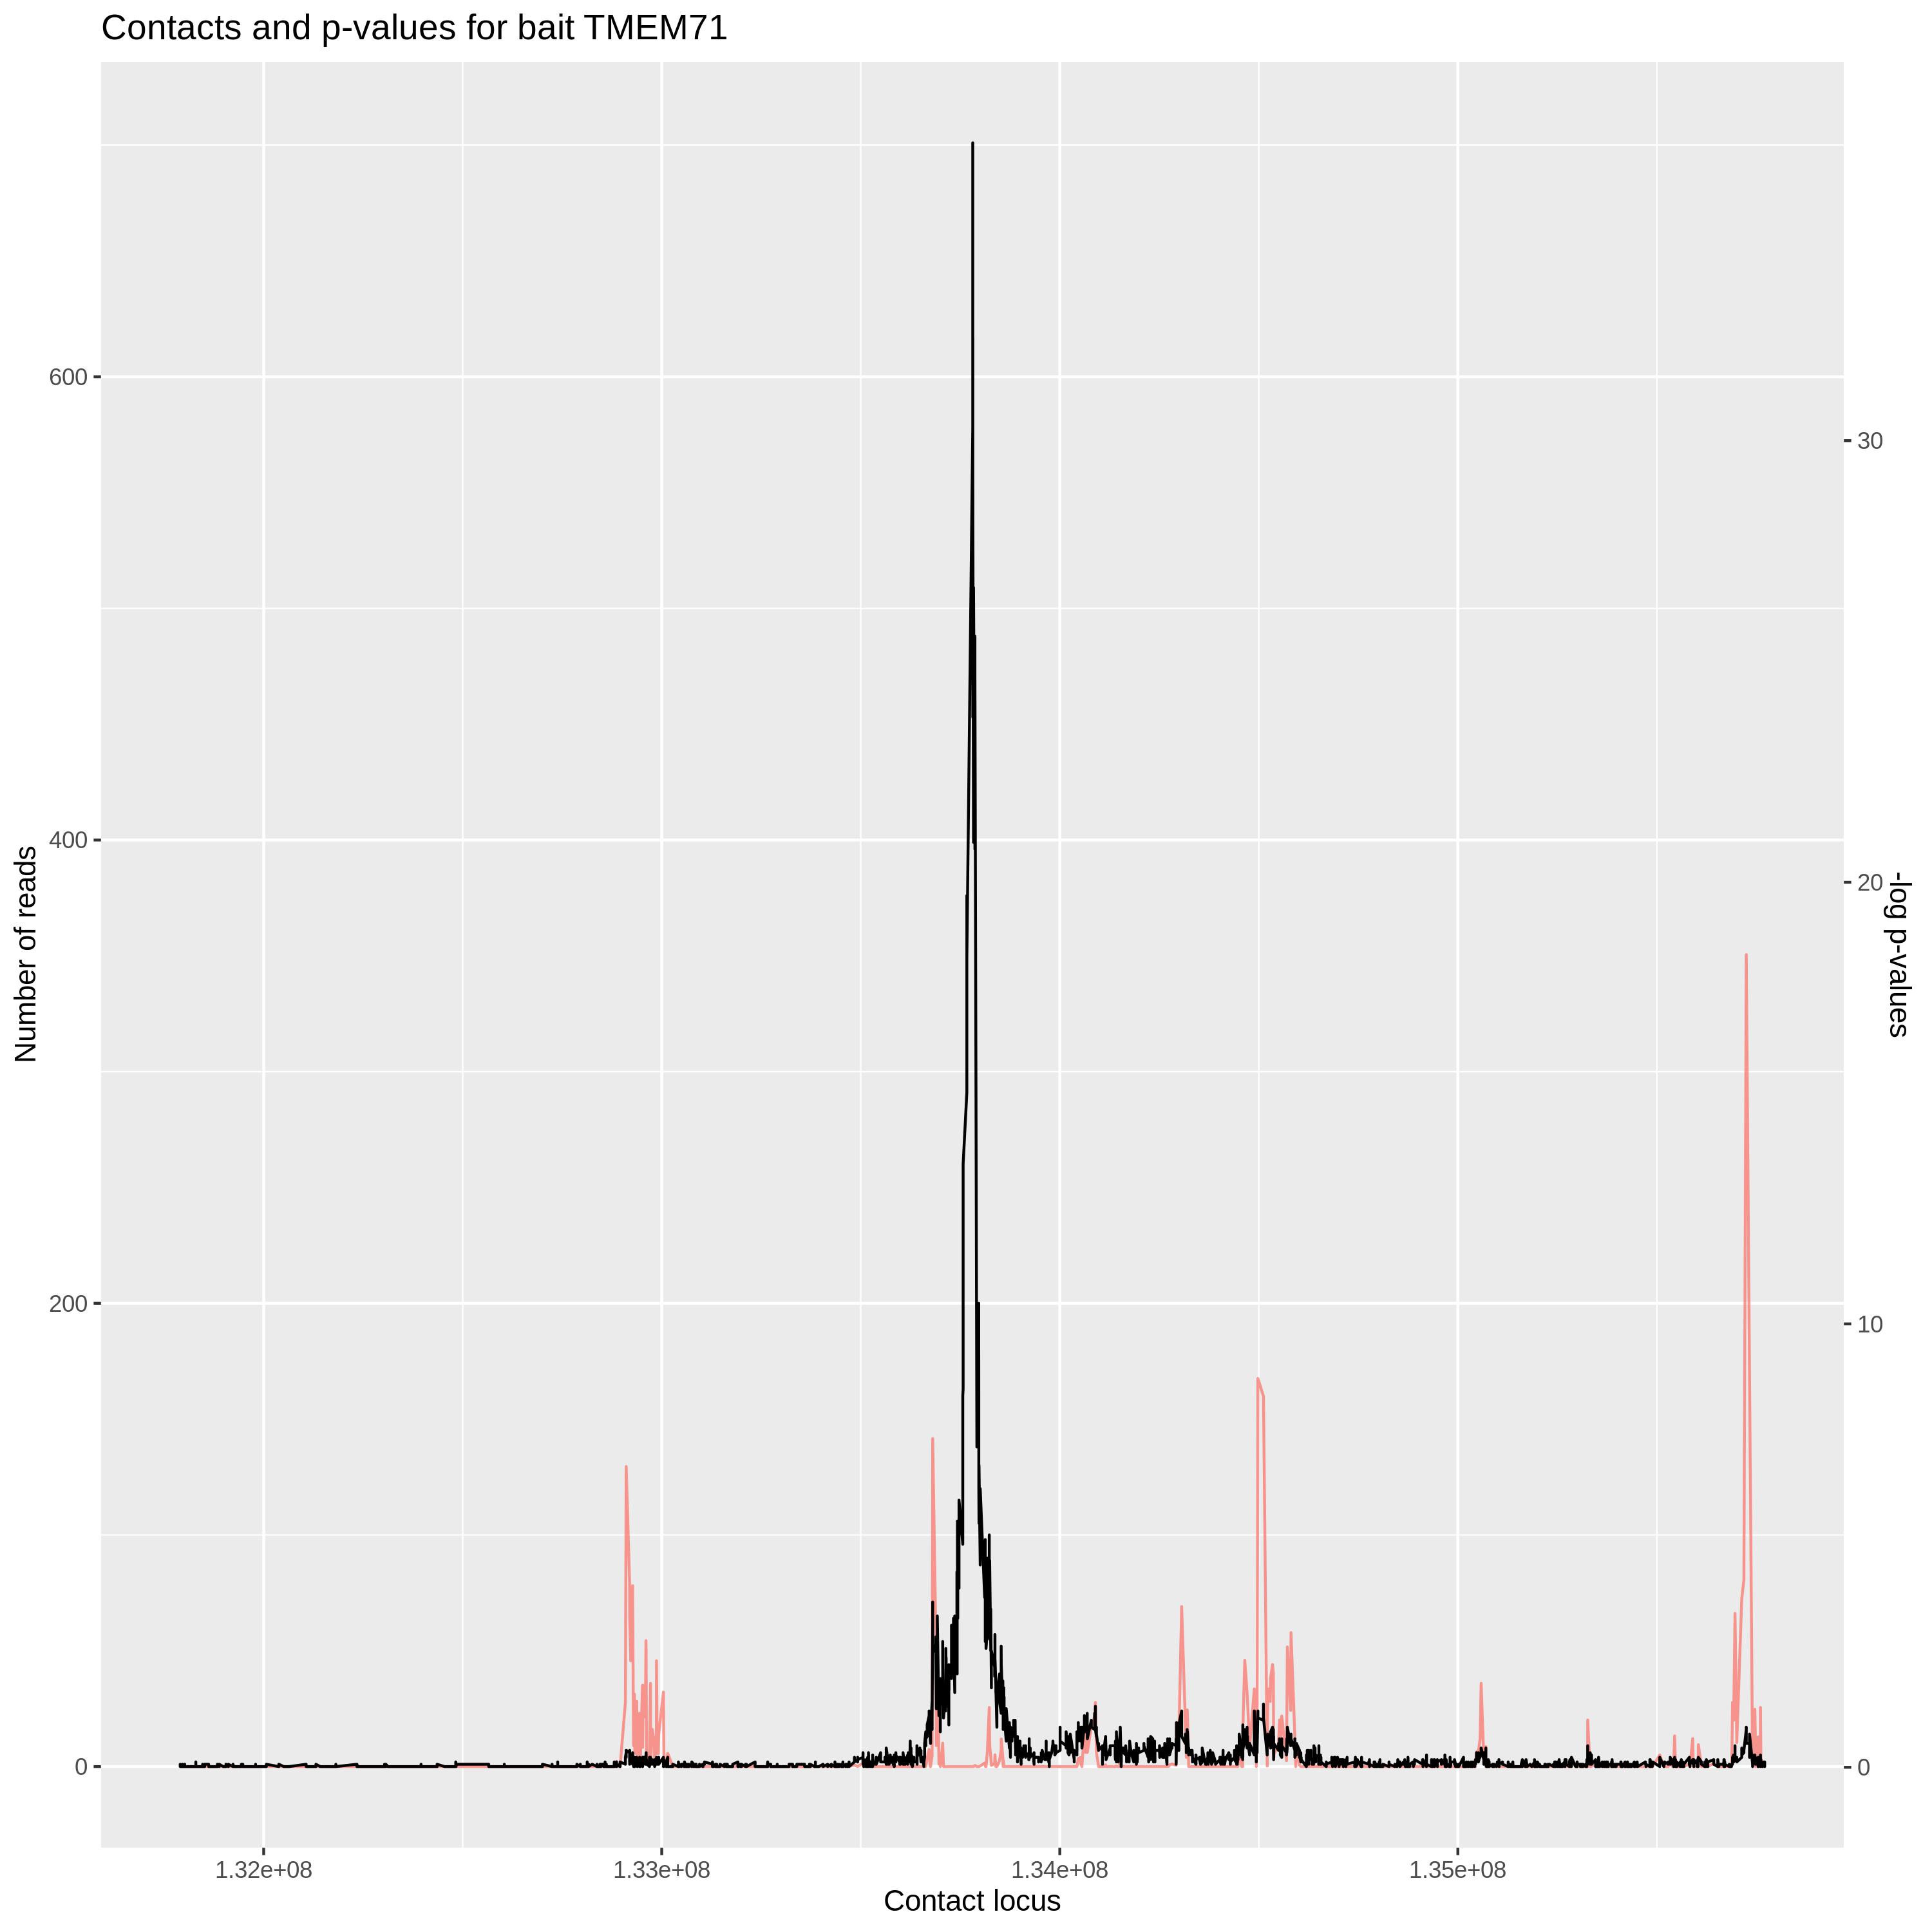 Contacts and p-values for bait TMEM71
Number of reads
600
400
200
0
30
20
10
0
-log p-values
1.32e+08
1.33e+08
1.34e+08
1.35e+08
Contact locus